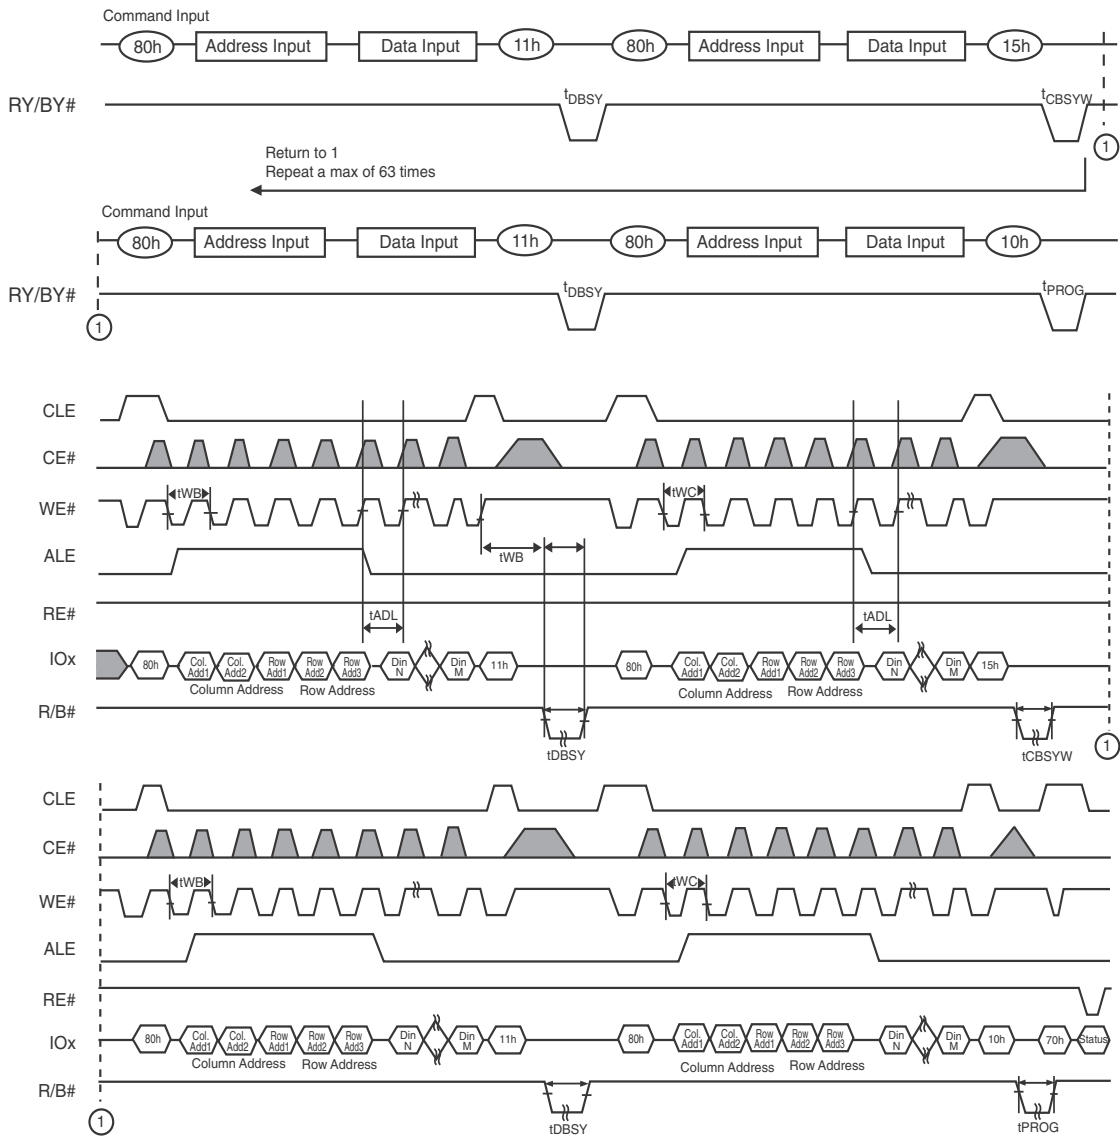 Command Input
80h Address Input Data Input 11h 80h Address Input Data Input 15h
RY/BY# tDBSY tCBSYW
1
Return to 1
Repeat a max of 63 times
Command Input
80h Address Input Data Input 11h 80h Address Input Data Input 10h
RY/BY# tDBSY tPROG
1
CLE
CE#
WE# tWB tWC
ALE tWB
RE# tADL tADL
IOx 80h Col. Add1 Col. Add2 Row Add1 Row Add2 Row Add3 Din N Din M 11h 80h Col. Add1 Col. Add2 Row Add1 Row Add2 Row Add3 Din N Din M 15h
Column Address Row Address Column Address Row Address
R/B#
tDBSY tCBSYW 1
CLE
CE#
WE# tWB tWC
ALE
RE#
IOx 80h Col. Add1 Col. Add2 Row Add1 Row Add2 Row Add3 Din N Din M 11h 80h Col. Add1 Col. Add2 Row Add1 Row Add2 Row Add3 Din N Din M 10h 70h Status
Column Address Row Address Column Address Row Address
R/B#
1 tDBSY tPROG